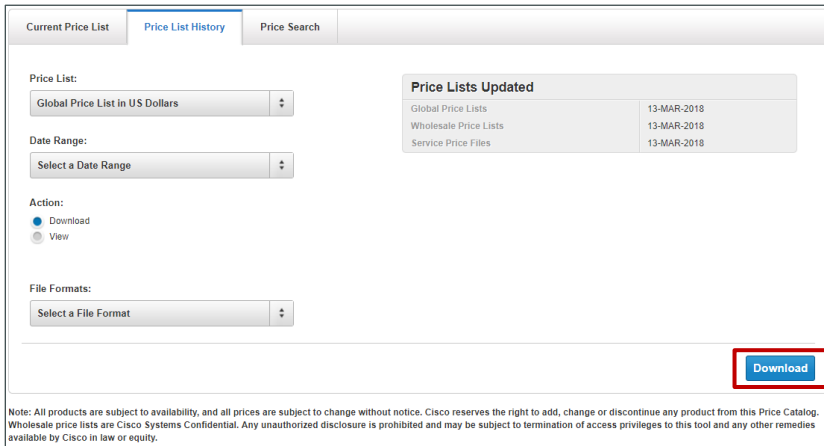 Current Price List
Price List History
Price Search
Price List:
Global Price List in US Dollars
Date Range:
Select a Date Range
Action:
Download
View
File Formats:
Select a File Format
Price Lists Updated
Global Price Lists 13-MAR-2018
Wholesale Price Lists 13-MAR-2018
Service Price Files 13-MAR-2018
Download
Note: All products are subject to availability, and all prices are subject to change without notice. Cisco reserves the right to add, change or discontinue any product from this Price Catalog.
Wholesale price lists are Cisco Systems Confidential. Any unauthorized disclosure is prohibited and may be subject to termination of access privileges to this tool and any other remedies
available by Cisco in law or equity.